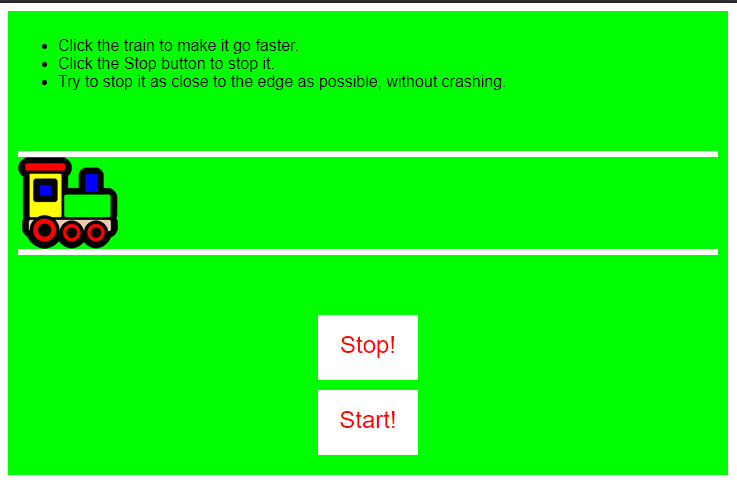 Click the train to make it go faster.
Click the Stop button to stop it.
Try to stop it as close to the edge as possible, without crashing.
Stop!
Start!